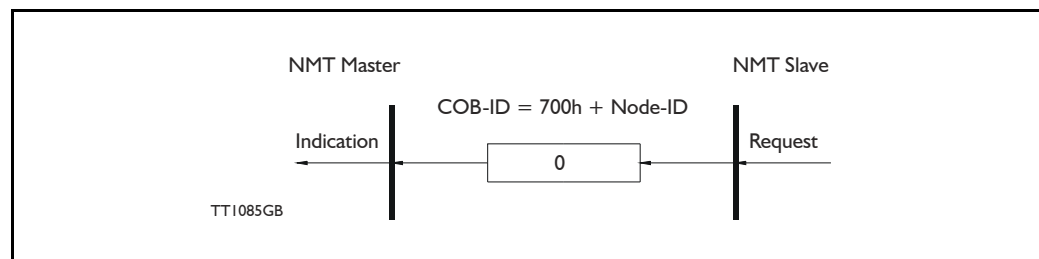 NMT Master
NMT Slave
COB-ID = 700h + Node-ID
Indication
0
Request
TT1085GB